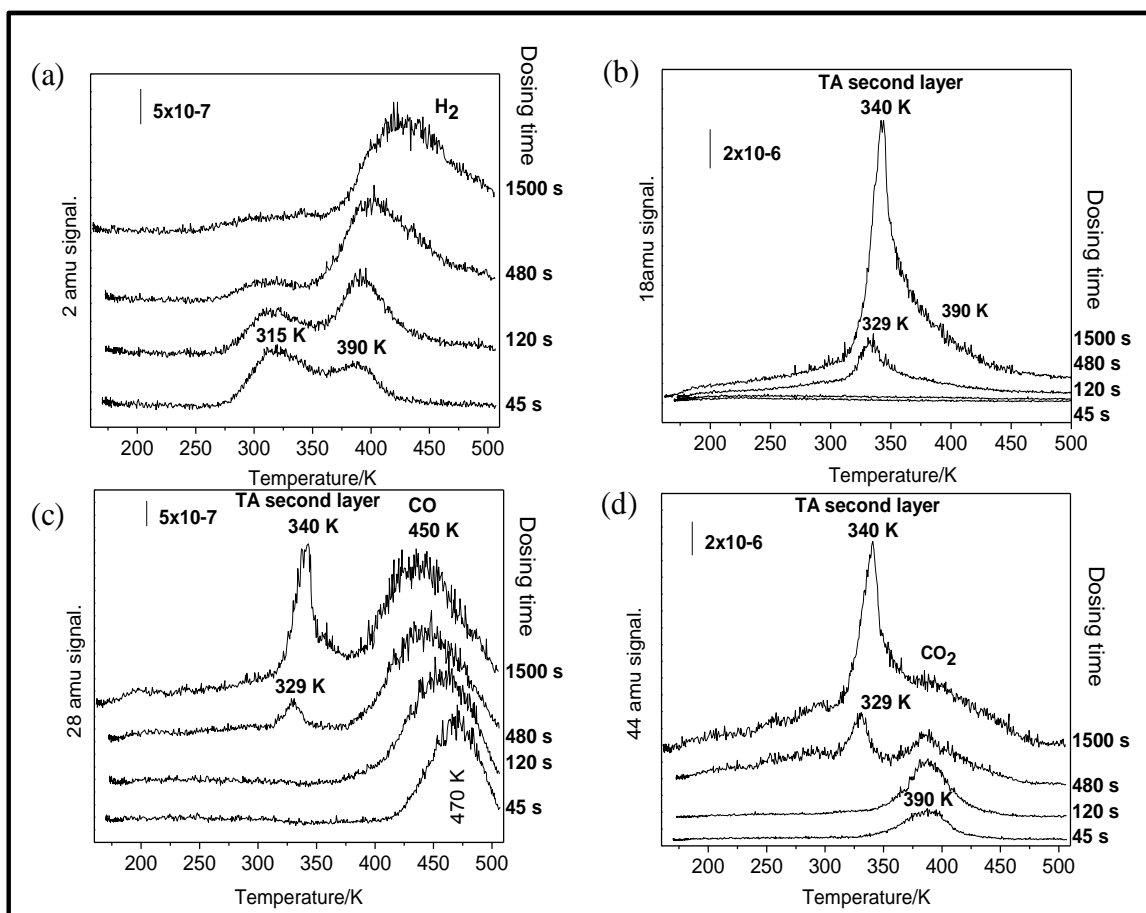 (a)
5x10-7
H2
Dosing time
1500 s
480 s
120 s
45 s
315 K
390 K
2 amu signal.
200 250 300 350 400 450 500
Temperature/K
(b)
TA second layer
340 K
2x10-6
329 K
390 K
Dosing time
1500 s
480 s
120 s
45 s
18amu signal.
200 250 300 350 400 450 500
Temperature/K
(c)
5x10-7
TA second layer
340 K
CO
450 K
329 K
470 K
Dosing time
1500 s
480 s
120 s
45 s
28 amu signal.
200 250 300 350 400 450 500
Temperature/K
(d)
TA second layer
340 K
2x10-6
CO2
329 K
390 K
Dosing time
1500 s
480 s
120 s
45 s
44 amu signal.
200 250 300 350 400 450 500
Temperature/K